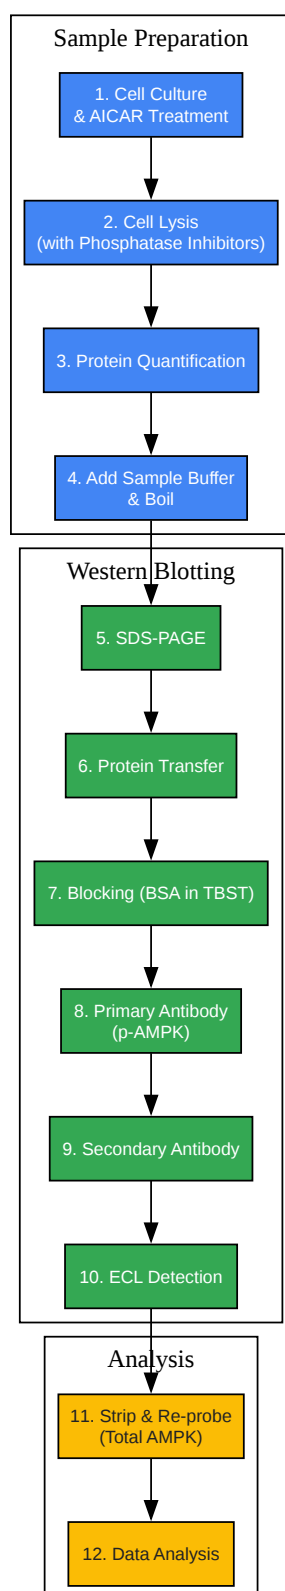 Sample Preparation
1. Cell Culture
& AICAR Treatment
2. Cell Lysis
(with Phosphatase Inhibitors)
3. Protein Quantification
4. Add Sample Buffer
& Boil
Western Blotting
5. SDS-PAGE
6. Protein Transfer
7. Blocking (BSA in TBST)
8. Primary Antibody
(p-AMPK)
9. Secondary Antibody
10. ECL Detection
Analysis
11. Strip & Re-probe
(Total AMPK)
12. Data Analysis